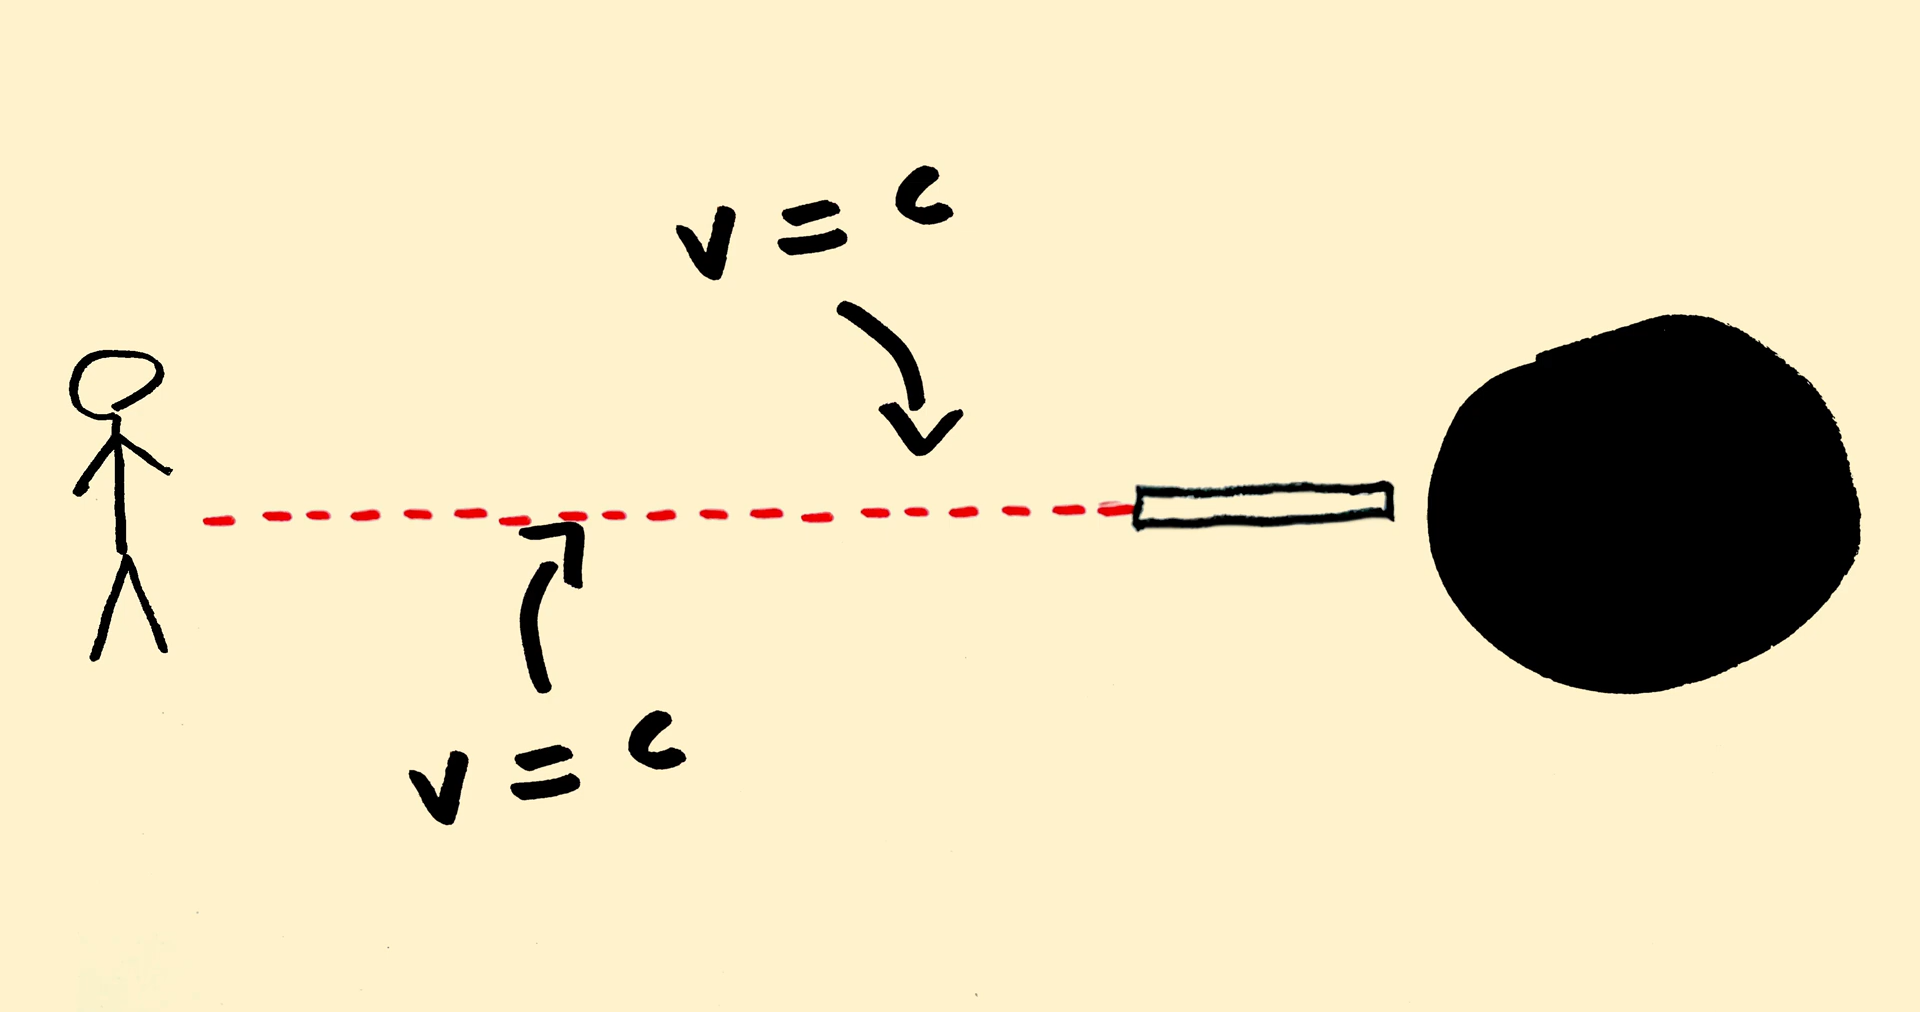 v = c
v = c